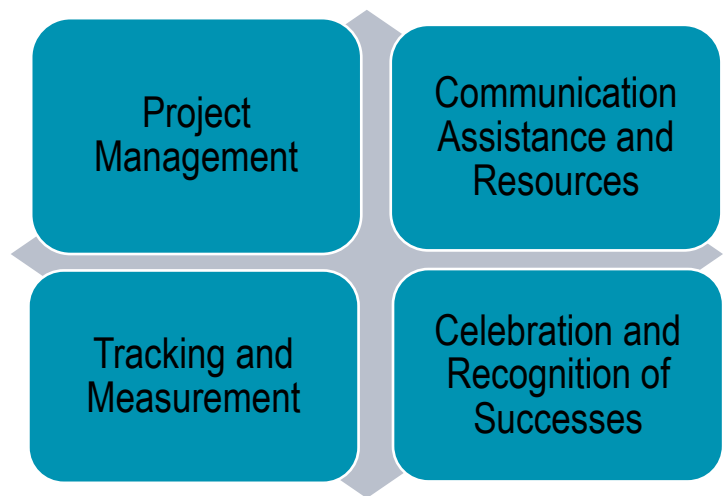 Project
Management
Communication
Assistance and
Resources
Tracking and
Measurement
Celebration and
Recognition of
Successes